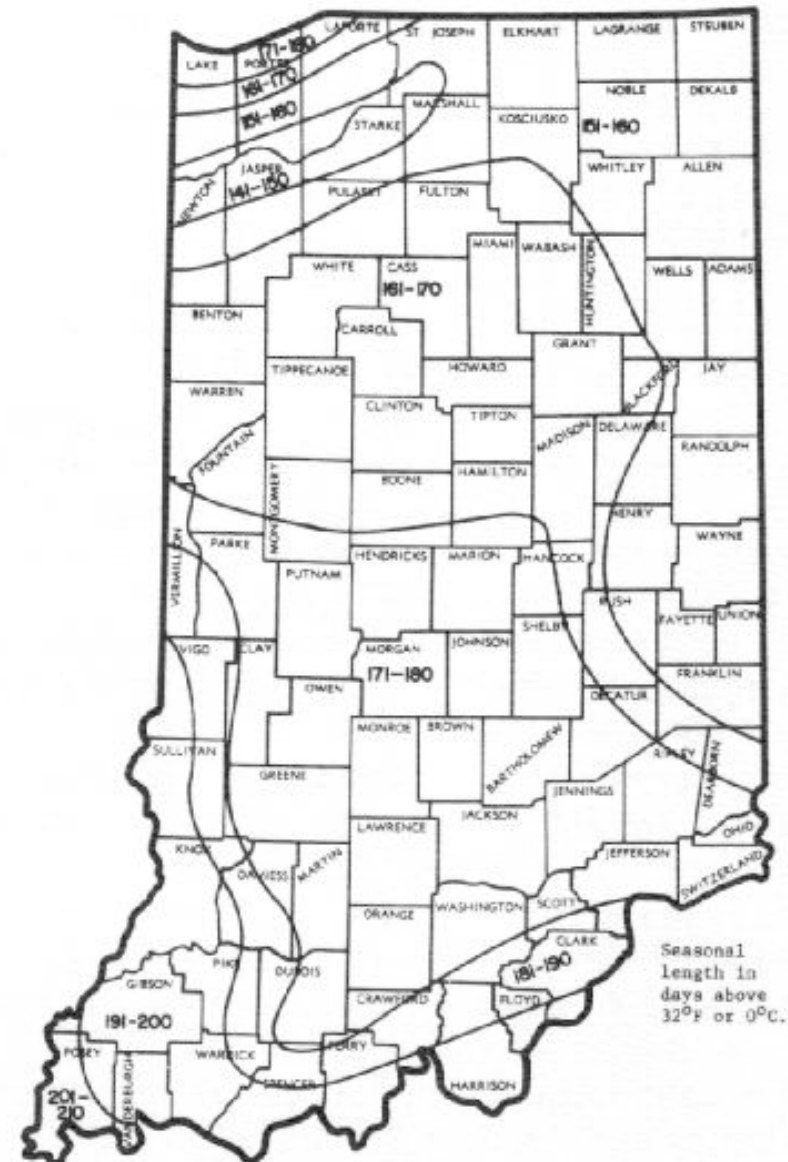 LAPORTE
ST JOSEPH
ELKHART
LAGRANGE
STEUBEN
171-180
LAKE
PORTER
161-170
151-160
NOBLE
DEKALB
MARSHALL
KOSCIUSKO
STARKE
151-160
JASPER
141-150
NEWTON
PULASKI
FULTON
WHITLEY
ALLEN
MIAMI
WABASH
HUNTINGTON
WHITE
CASS
161-170
WELLS
ADAMS
BENTON
CARROLL
GRANT
TIPPECANOE
HOWARD
BLACKFORD
JAY
WARREN
CLINTON
TIPTON
MADISON
DELAWARE
FOUNTAIN
RANDOLPH
MONTGOMERY
BOONE
HAMILTON
HENRY
VERMILLION
PARKE
HENDRICKS
MARION
HANCOCK
WAYNE
PUTNAM
RUSH
FAYETTE
UNION
SHELBY
VIGO
CLAY
MORGAN
171-180
JOHNSON
FRANKLIN
OWEN
DECATUR
MONROE
BROWN
BARTHOLOMEW
SULLIVAN
RIPLEY
DEARBORN
GREENE
JENNINGS
JACKSON
LAWRENCE
OHIO
KNOX
JEFFERSON
SWITZERLAND
DAVIESS
MARTIN
ORANGE
WASHINGTON
SCOTT
CLARK
181-190
PIKE
DUBOIS
GIBSON
191-200
CRAWFORD
FLOYD
Seasonal
length in
days above
32°F or 0°C.
POSEY
VANDERBURGH
WARRICK
PERRY
SPENCER
HARRISON
201-
210